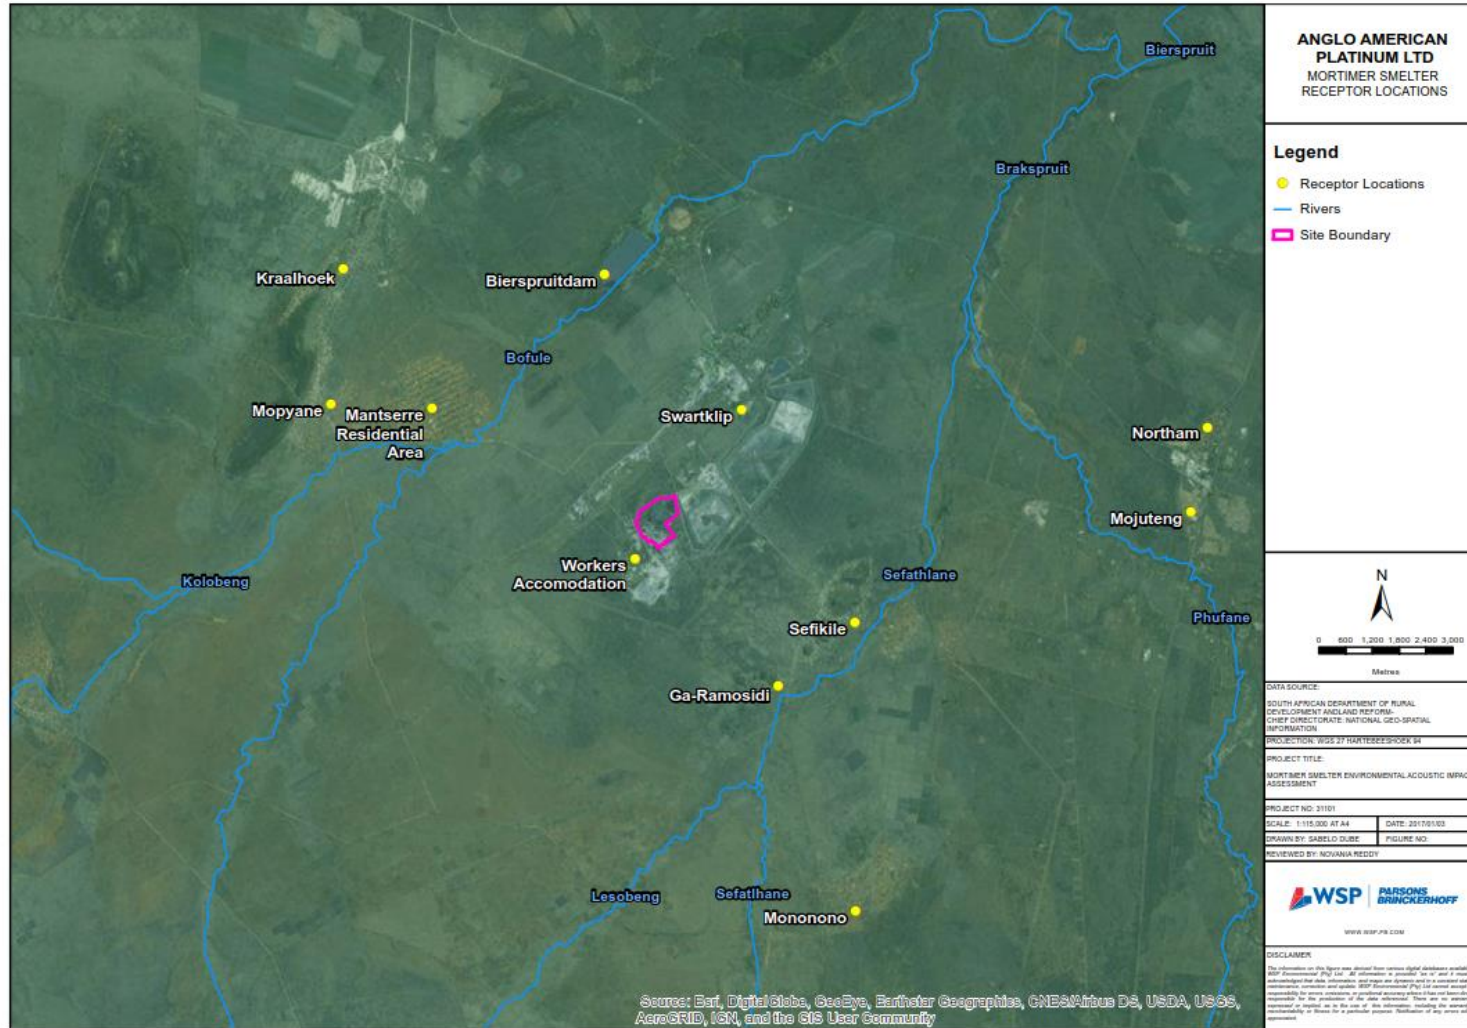 Bierspruit
Brakspruit
Kraalhoek
Bierspruitdam
Bofule
Mopyane
Mantserre
Residential
Area
Swartklip
Northam
Mojuteng
Workers
Accomodation
Kolobeng
Sefathlane
Phufane
Sefikile
Ga-Ramosidi
Lesobeng
Sefatlhane
Mononono
Source: Esri, DigitalGlobe, GeoEye, Earthstar Geographics, CNES/Airbus DS, USDA, USGS,
AeroGRID, IGN, and the GIS User Community
ANGLO AMERICAN
PLATINUM LTD
MORTIMER SMELTER
RECEPTOR LOCATIONS
Legend
Receptor Locations
Rivers
Site Boundary
N
0 600 1,200 1,800 2,400 3,000
Metres
DATA SOURCE:
SOUTH AFRICAN DEPARTMENT OF RURAL
DEVELOPMENT ANDLAND REFORM-
CHIEF DIRECTORATE: NATIONAL GEO-SPATIAL
INFORMATION
PROJECTION: WGS 27 HARTEBEESHOEK 94
PROJECT TITLE:
MORTIMER SMELTER ENVIRONMENTAL ACOUSTIC IMPAC
ASSESSMENT
PROJECT NO: 31101
SCALE: 1:115,000 AT A4 DATE: 2017/01/03
DRAWN BY: SABELO DUBE FIGURE NO:
REVIEWED BY: NOVANIA REDDY
WSP PARSONS
BRINCKERHOFF
WWW.WSP-PB.COM
DISCLAIMER